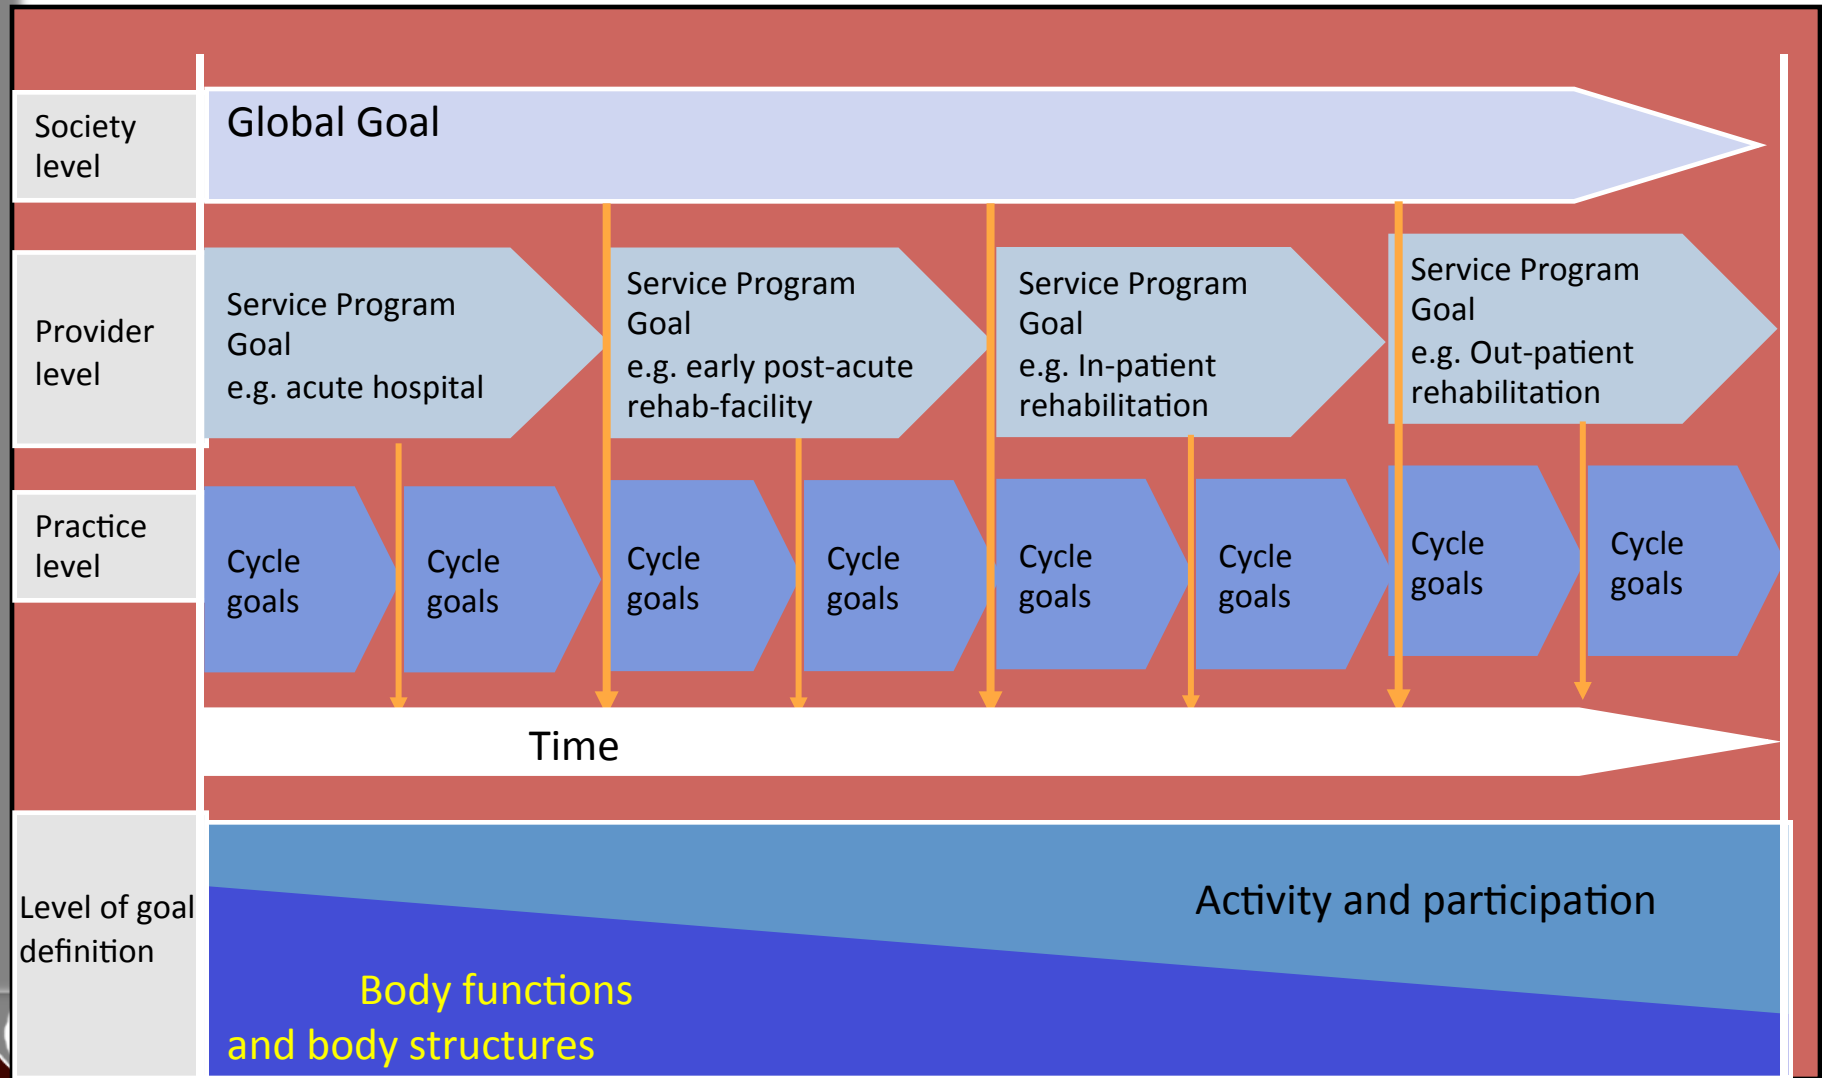 Society
level
Global Goal
Provider
level
Service Program
Goal
e.g. acute hospital
Service Program
Goal
e.g. early post-acute
rehab-facility
Service Program
Goal
e.g. In-patient
rehabilitation
Service Program
Goal
e.g. Out-patient
rehabilitation
Practice
level
Cycle
goals
Cycle
goals
Cycle
goals
Cycle
goals
Cycle
goals
Cycle
goals
Cycle
goals
Cycle
goals
Time
Level of goal
definition
Activity and participation
Body functions
and body structures